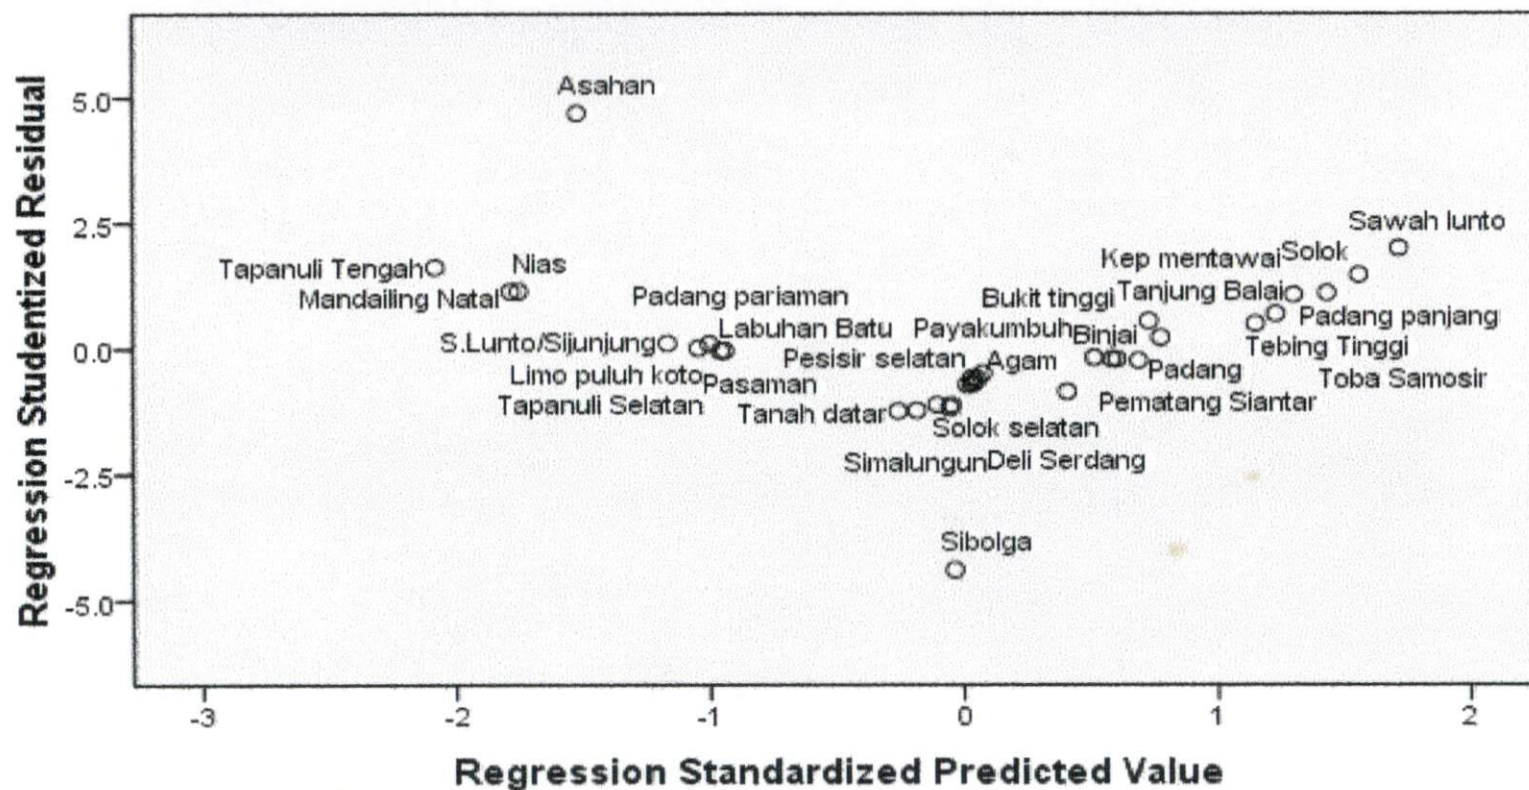 Regression Studentized Residual
5.0
2.5
0.0
-2.5
-5.0
Asahan
Sawah lunto
Tapanuli Tengah
Nias
Kep mentawai
Solok
Mandailing Natal
Padang pariaman
Bukit tinggi
Tanjung Balai
Padang panjang
S.Lunto/Sijunjung
Labuhan Batu
Payakumbuh
Binjai
Tebing Tinggi
Limo puluh koto
Pasaman
Pesisir selatan
Agam
Padang
Toba Samosir
Tapanuli Selatan
Tanah datar
Pematang Siantar
Solok selatan
Simalungun
Deli Serdang
Sibolga
-3
-2
-1
0
1
2
Regression Standardized Predicted Value